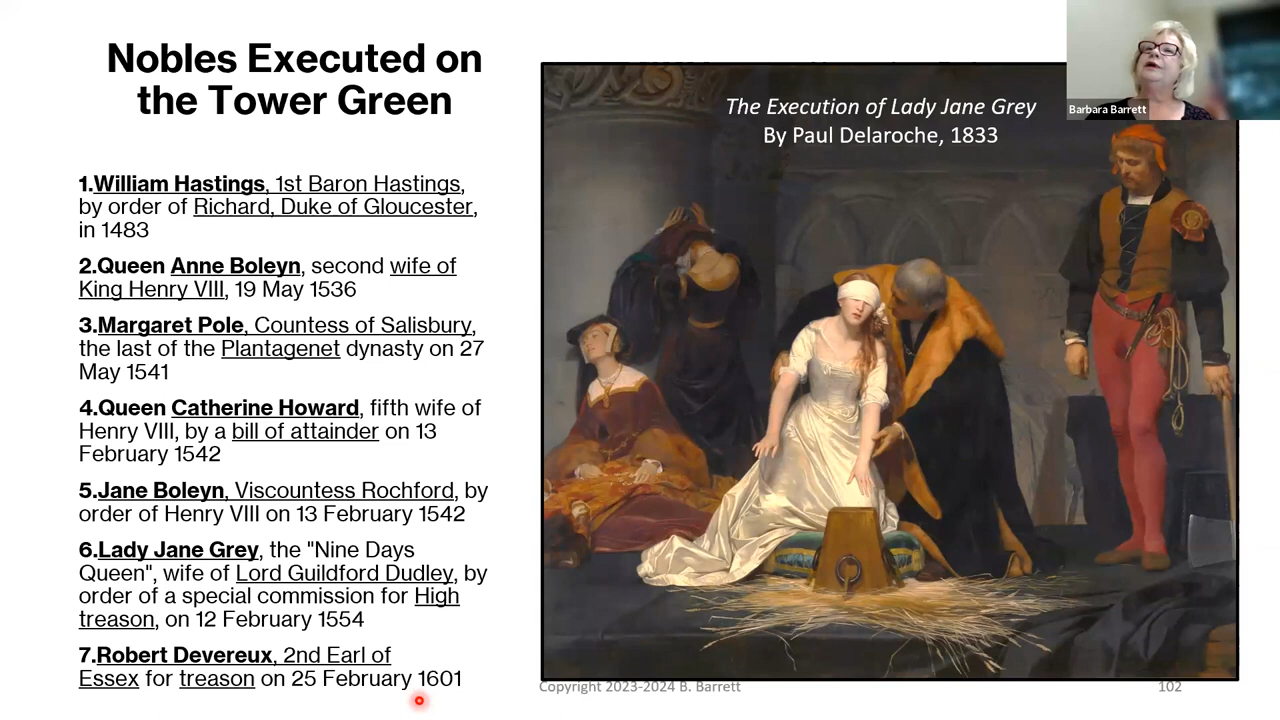 Nobles Executed on
the Tower Green
1.William Hastings, 1st Baron Hastings,
by order of Richard, Duke of Gloucester,
in 1483
2.Queen Anne Boleyn, second wife of
King Henry VIII, 19 May 1536
3.Margaret Pole, Countess of Salisbury,
the last of the Plantagenet dynasty on 27
May 1541
4.Queen Catherine Howard, fifth wife of
Henry VIII, by a bill of attainder on 13
February 1542
5.Jane Boleyn, Viscountess Rochford, by
order of Henry VIII on 13 February 1542
6.Lady Jane Grey, the "Nine Days
Queen", wife of Lord Guildford Dudley, by
order of a special commission for High
treason, on 12 February 1554
7.Robert Devereux, 2nd Earl of
Essex for treason on 25 February 1601
The Execution of Lady Jane Grey
By Paul Delaroche, 1833
Barbara Barrett
Copyright 2023-2024 B. Barrett
102